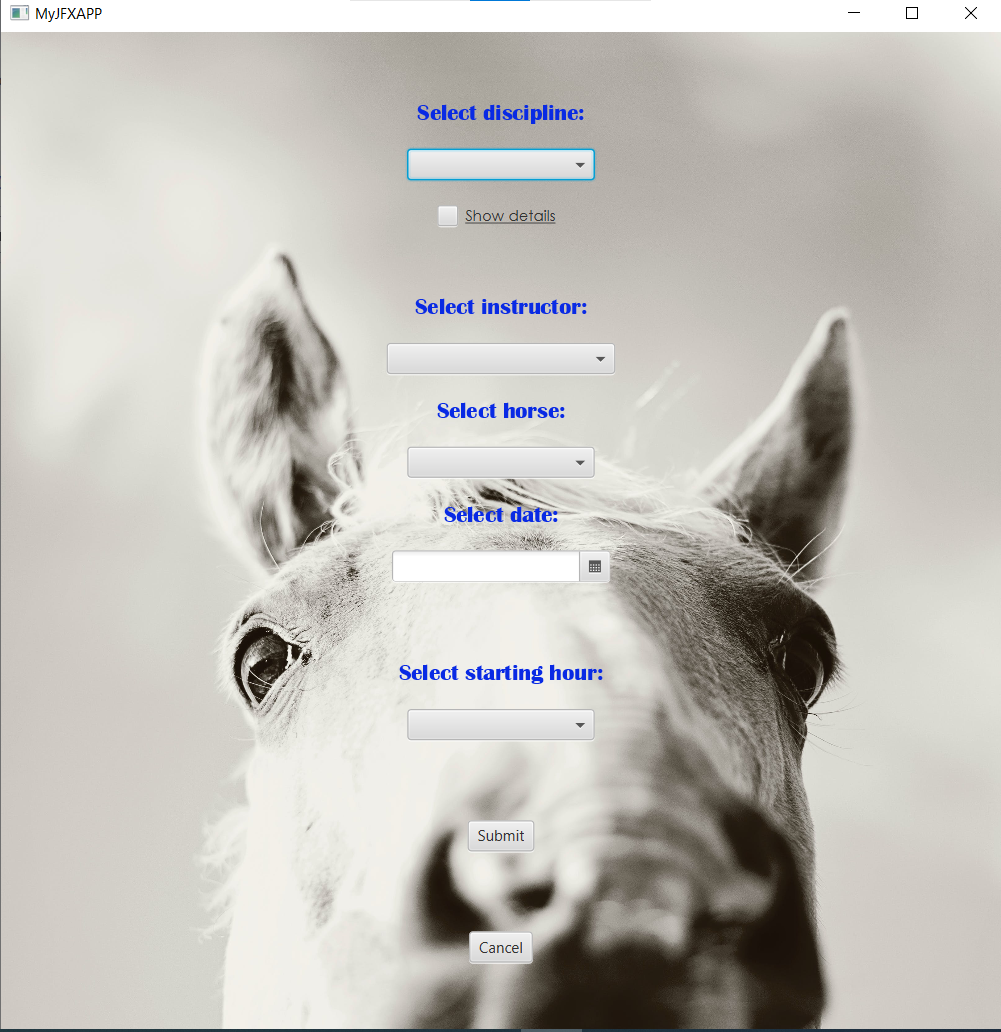 MyJFXAPP
Select discipline:
Show details
Select instructor:
Select horse:
Select date:
Select starting hour:
Submit
Cancel